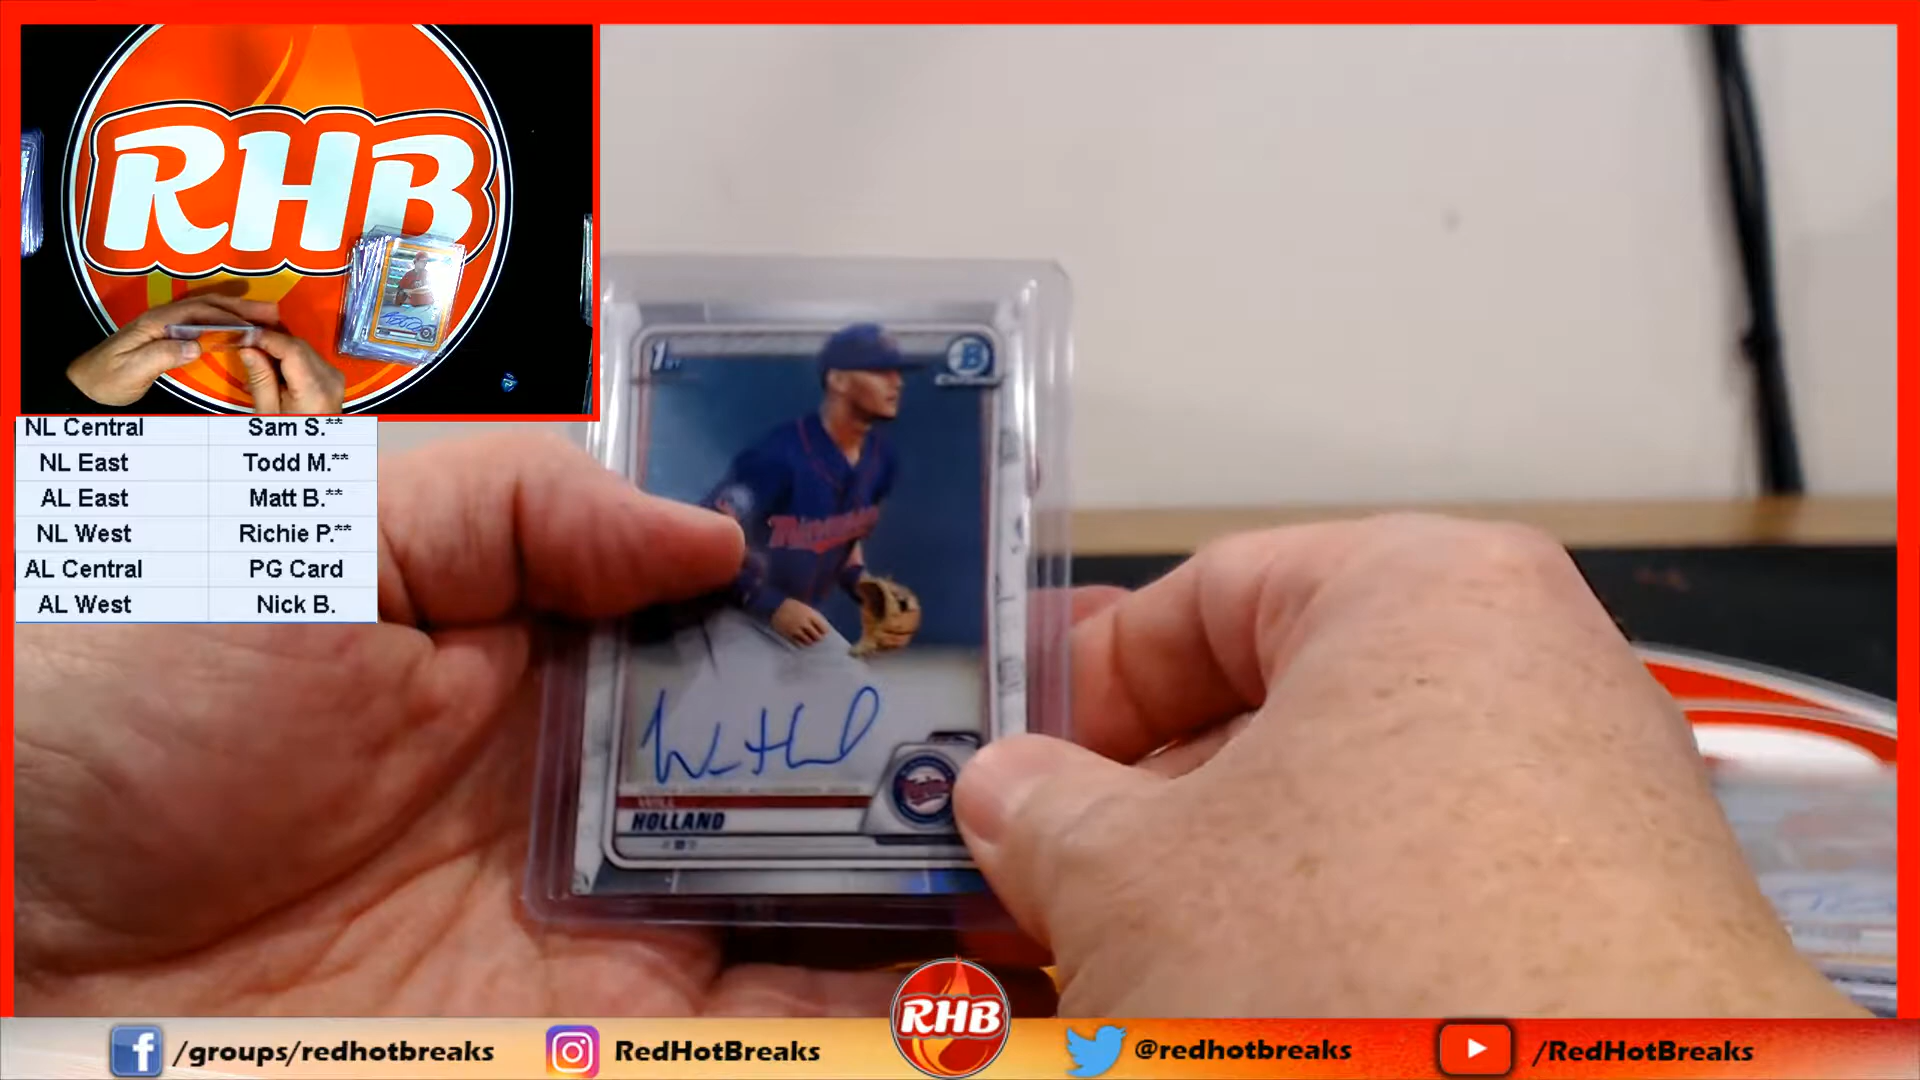 RHB
NL Central Sam S.**
NL East Todd M.**
AL East Matt B.**
NL West Richie P.**
AL Central PG Card
AL West Nick B.
1ST
B
HOLLAND
RHB
/groups/redhotbreaks
RedHotBreaks
@redhotbreaks
/RedHotBreaks